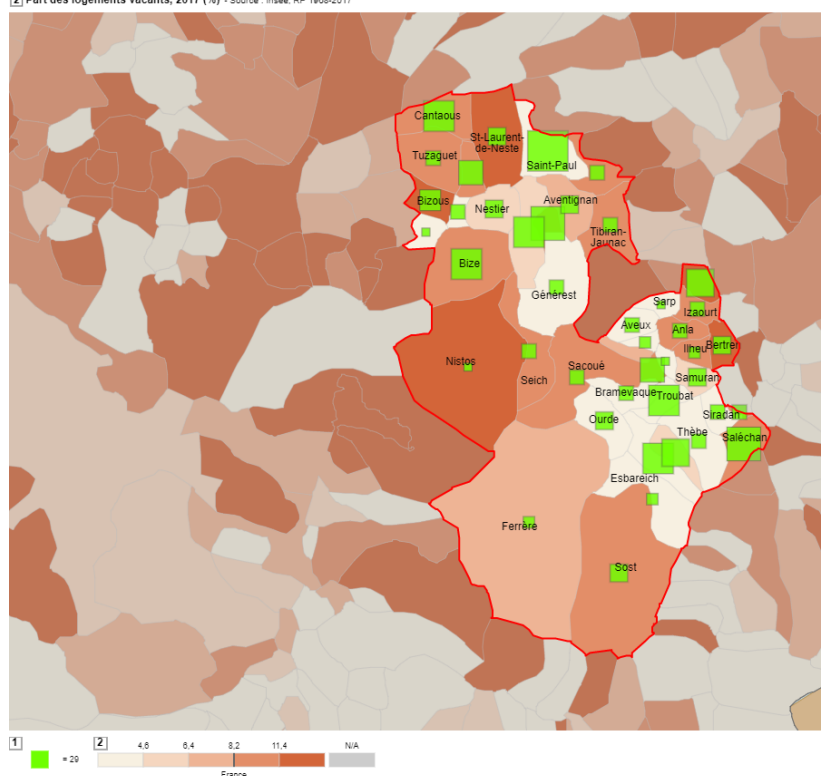 2 Part des logements vacants, 2017 (%) - Source : Insee, RP 1968-2017
Cantaous
St-Laurent-
de-Neste
Tuzaguet
Saint-Paul
Bizous
Nestier
Aventignan
Tibiran-
Jaunac
Bize
Générest
Sarp
Izaourt
Aveux
Anla
Bertren
Ilheu
Nistos
Seich
Sacoué
Samuran
Bramevaque
Troubat
Siradan
Ourde
Thèbe
Saléchan
Esbareich
Ferrère
Sost
1 2 4,6 6,4 8,2 11,4 N/A
= 29
France